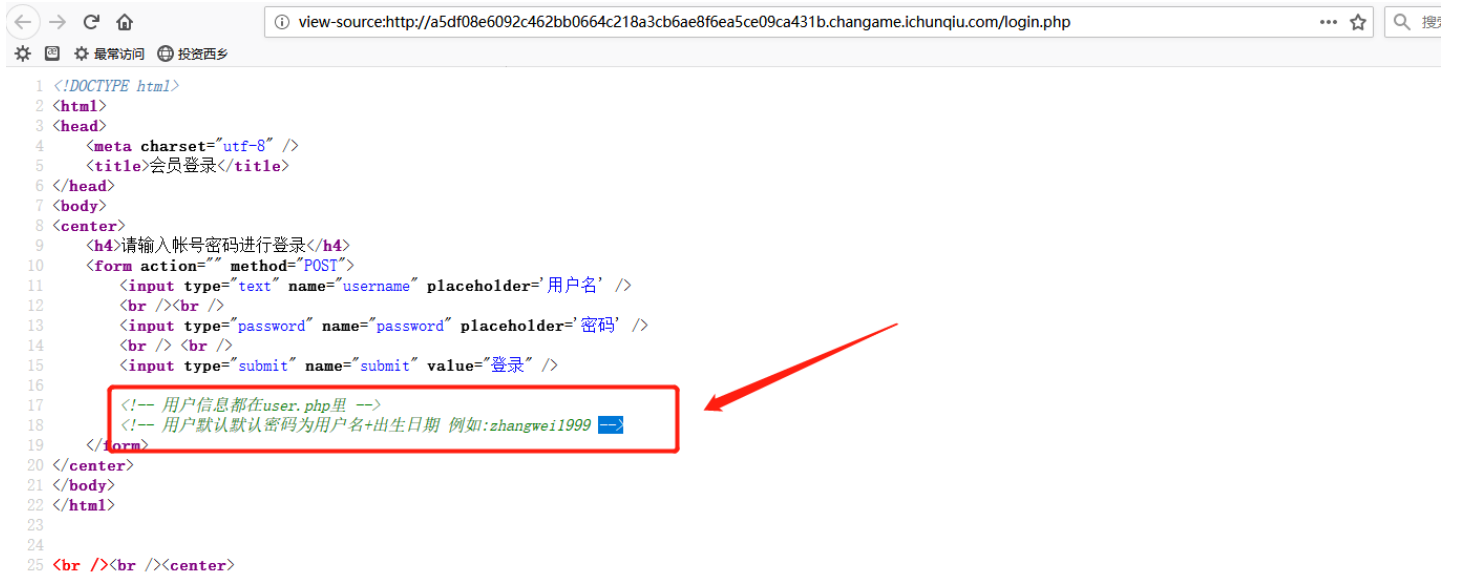 view-source:http://a5df08e6092c462bb0664c218a3cb6ae8f6ea5ce09ca431b.changame.ichunqiu.com/login.php
搜
最常访问 投资西乡
1 <!DOCTYPE html>
2 <html>
3 <head>
4 <meta charset="utf-8" />
5 <title>会员登录</title>
6 </head>
7 <body>
8 <center>
9 <h4>请输入帐号密码进行登录</h4>
10 <form action="" method="POST">
11 <input type="text" name="username" placeholder='用户名' />
12 <br /><br />
13 <input type="password" name="password" placeholder='密码' />
14 <br /> <br />
15 <input type="submit" name="submit" value="登录" />
16
17 <!-- 用户信息都在user.php里 -->
18 <!-- 用户默认默认密码为用户名+出生日期 例如:zhangwei1999 -->
19 </form>
20 </center>
21 </body>
22 </html>
23
24
25 <br /><br /><center>